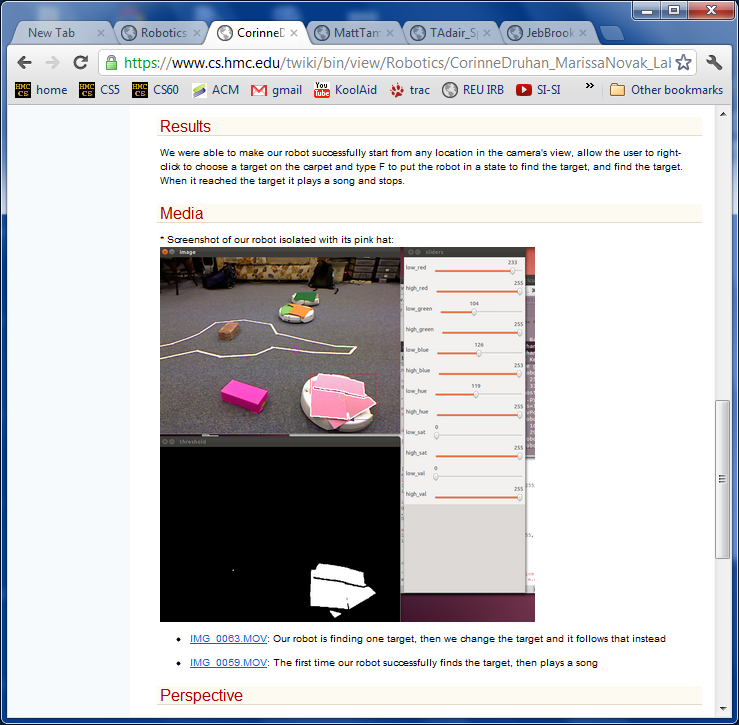 New Tab
Robotics
CorinneD
MattTam
TAdair_S
JebBrook
https://www.cs.hmc.edu/twiki/bin/view/Robotics/CorinneDruhan_MarissaNovak_Lal
HMC CS home
HMC CS CS5
HMC CS CS60
ACM
gmail
You Tube KoolAid
trac
REU IRB
SI-SI
»
Other bookmarks
Results
We were able to make our robot successfully start from any location in the camera's view, allow the user to right-
click to choose a target on the carpet and type F to put the robot in a state to find the target, and find the target.
When it reached the target it plays a song and stops.
Media
* Screenshot of our robot isolated with its pink hat:
image
sliders
low_red 233
high_red 255
low_green 104
high_green 255
low_blue 126
high_blue 253
low_hue 119
high_hue 255
low_sat 0
high_sat 255
low_val 0
high_val 255
threshold
• IMG_0063.MOV: Our robot is finding one target, then we change the target and it follows that instead
• IMG_0059.MOV: The first time our robot successfully finds the target, then plays a song
Perspective